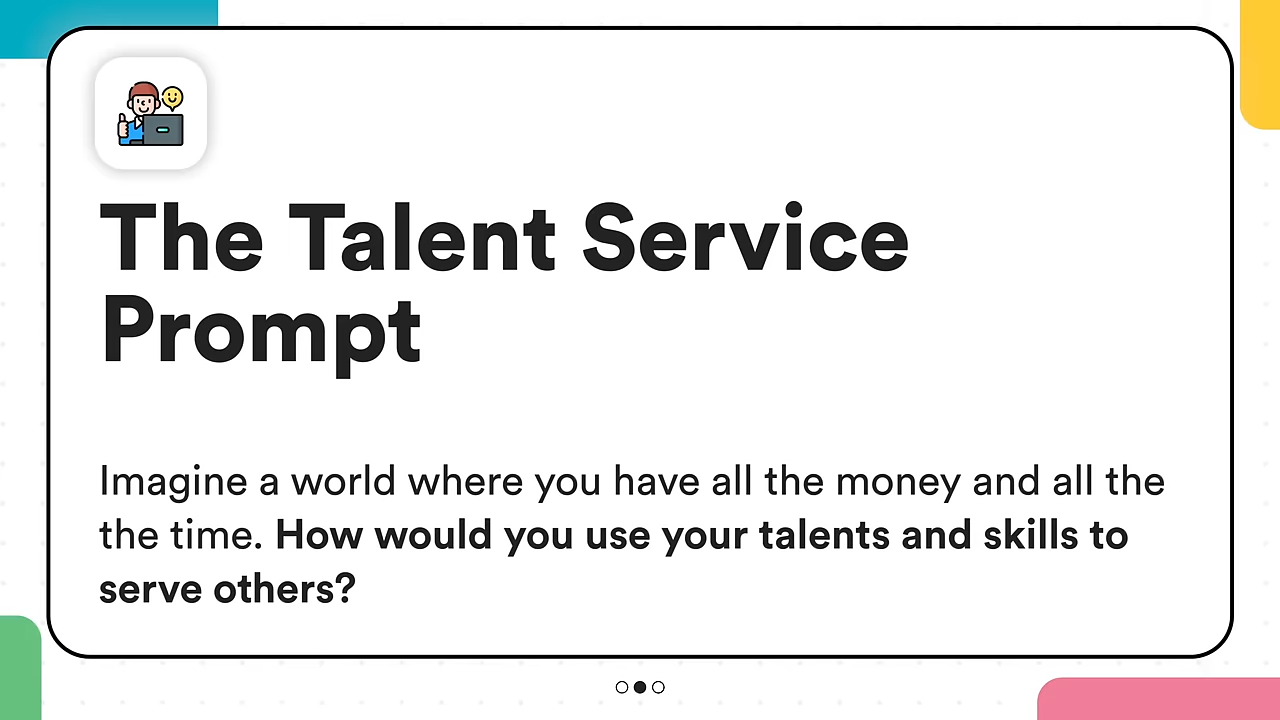 The Talent Service
Prompt
Imagine a world where you have all the money and all the
the time. How would you use your talents and skills to
serve others?